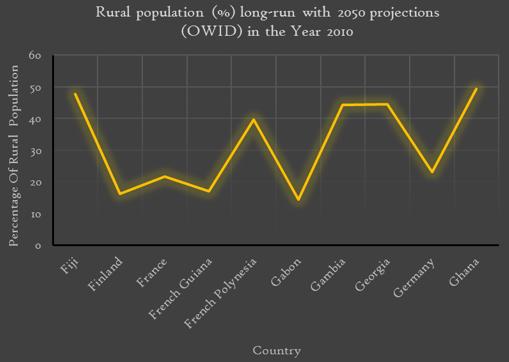 Rural population (%) long-run with 2050 projections
(OWID) in the Year 2010
Percentage Of Rural Population
60
50
40
30
20
10
0
Fiji
Finland
France
French Guiana
French Polynesia
Gabon
Gambia
Georgia
Germany
Ghana
Country